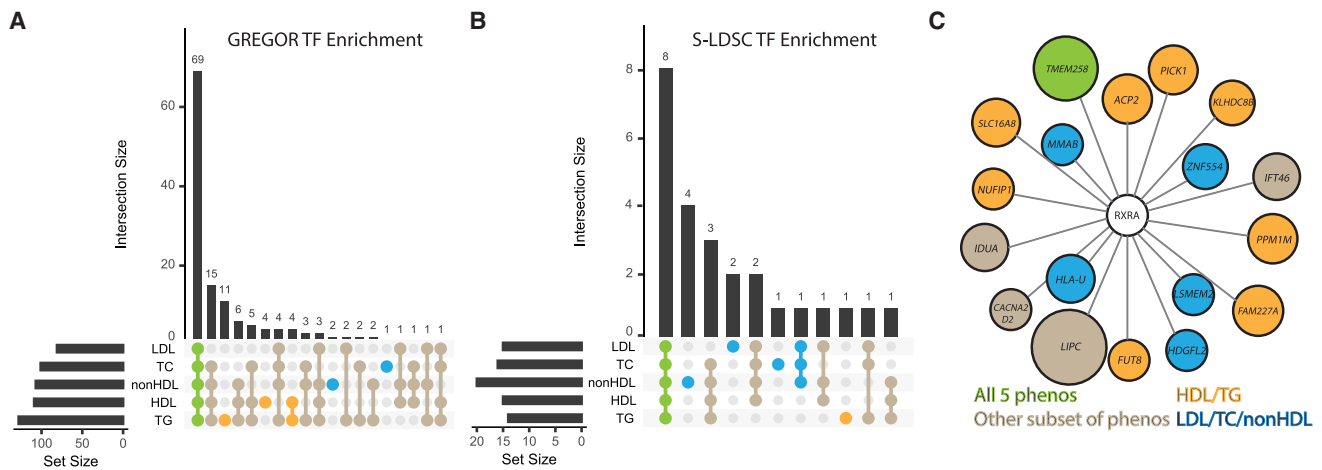 A
GREGOR TF Enrichment
Intersection Size
60
40
20
0
69
15
11
6
5
4
4
4
3
3
2
2
2
2
1
1
1
1
1
LDL
TC
nonHDL
HDL
TG
100
50
0
Set Size
B
S-LDSC TF Enrichment
Intersection Size
8
6
4
2
0
8
4
3
2
2
1
1
1
1
1
1
LDL
TC
nonHDL
HDL
TG
20
15
10
5
0
Set Size
C
TMEM258
PICK1
ACP2
KLHDC8B
SLC16A8
MMAB
ZNF554
IFT46
NUFIP1
RXRA
IDUA
PPM1M
HLA-U
LSMEM2
CACNA2
D2
FAM227A
LIPC
FUT8
HDGFL2
All 5 phenos
HDL/TG
Other subset of phenos
LDL/TC/nonHDL